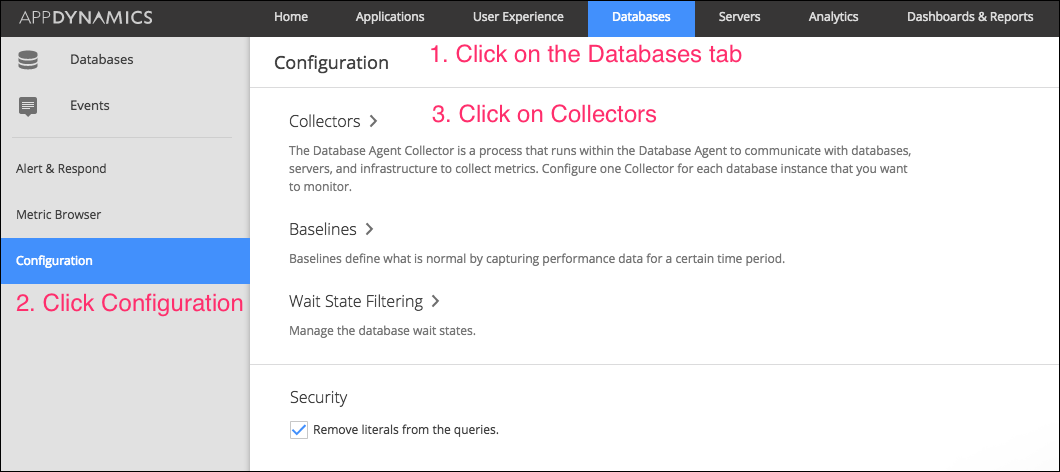 APPDYNAMICS
Home Applications User Experience Databases Servers Analytics Dashboards & Reports
Databases
Events
Alert & Respond
Metric Browser
Configuration
2. Click Configuration
Configuration
1. Click on the Databases tab
Collectors
3. Click on Collectors
The Database Agent Collector is a process that runs within the Database Agent to communicate with databases,
servers, and infrastructure to collect metrics. Configure one Collector for each database instance that you want
to monitor.
Baselines
Baselines define what is normal by capturing performance data for a certain time period.
Wait State Filtering
Manage the database wait states.
Security
Remove literals from the queries.